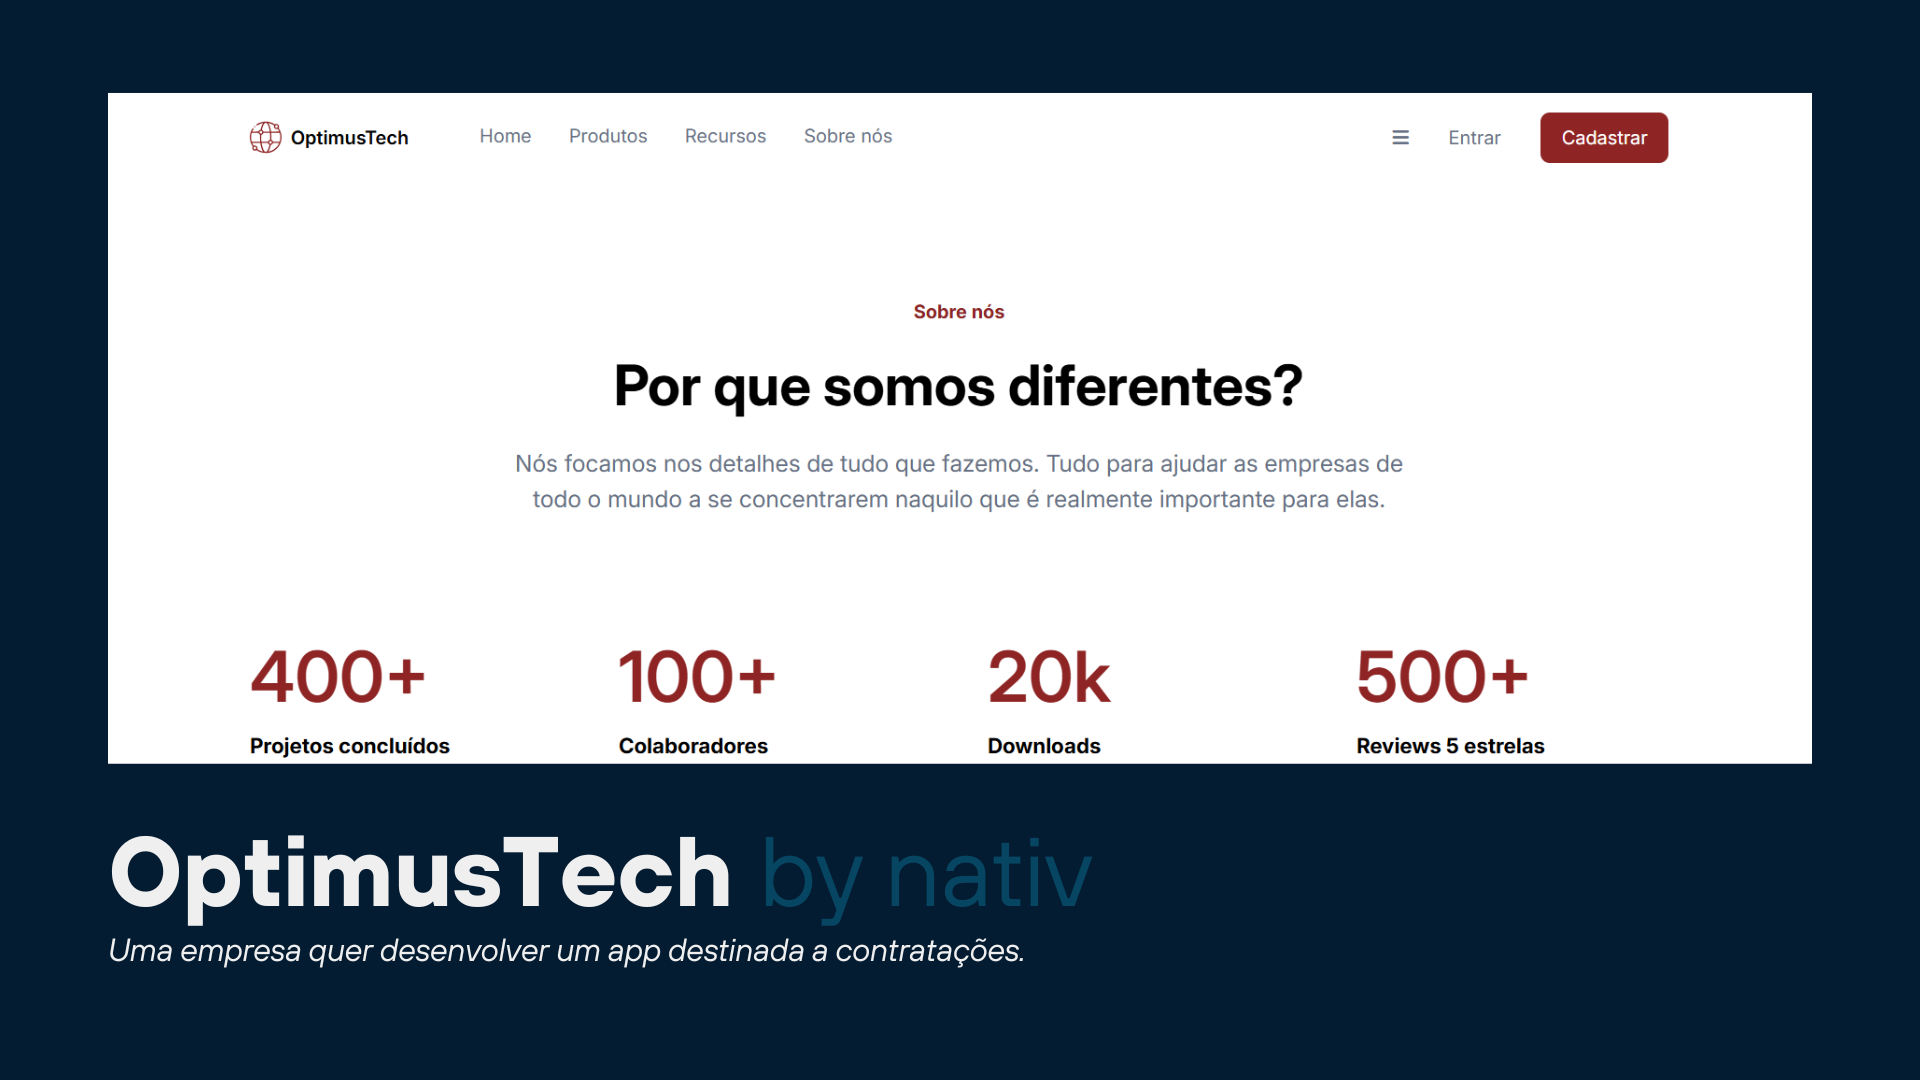 OptimusTech Home Produtos Recursos Sobre nós Entrar Cadastrar
Sobre nós
Por que somos diferentes?
Nós focamos nos detalhes de tudo que fazemos. Tudo para ajudar as empresas de
todo o mundo a se concentrarem naquilo que é realmente importante para elas.
400+ 100+ 20k 500+
Projetos concluídos Colaboradores Downloads Reviews 5 estrelas
OptimusTech by nativ
Uma empresa quer desenvolver um app destinada a contratações.